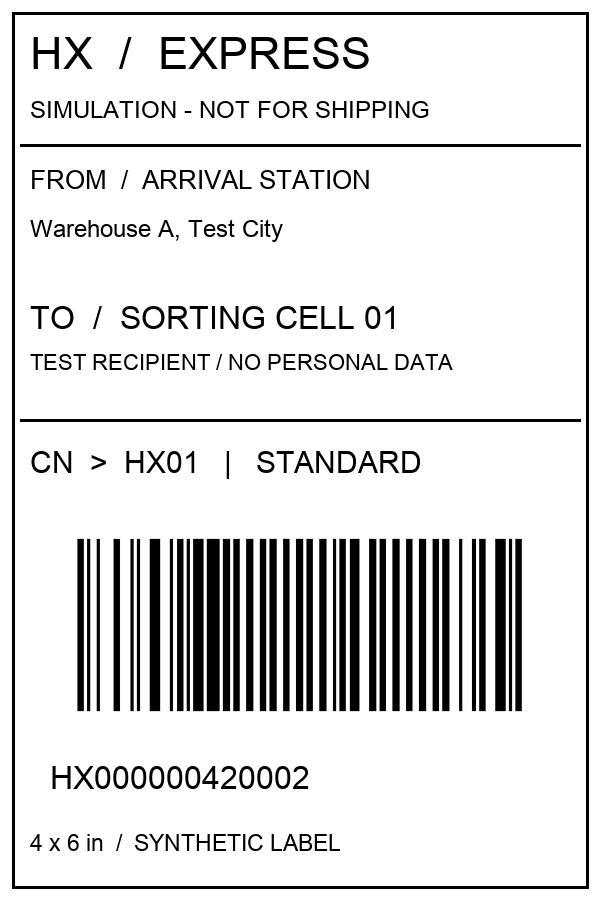 HX / EXPRESS
SIMULATION - NOT FOR SHIPPING
FROM / ARRIVAL STATION
Warehouse A, Test City
TO / SORTING CELL 01
TEST RECIPIENT / NO PERSONAL DATA
CN > HX01 | STANDARD
HX000000420002
4 x 6 in / SYNTHETIC LABEL